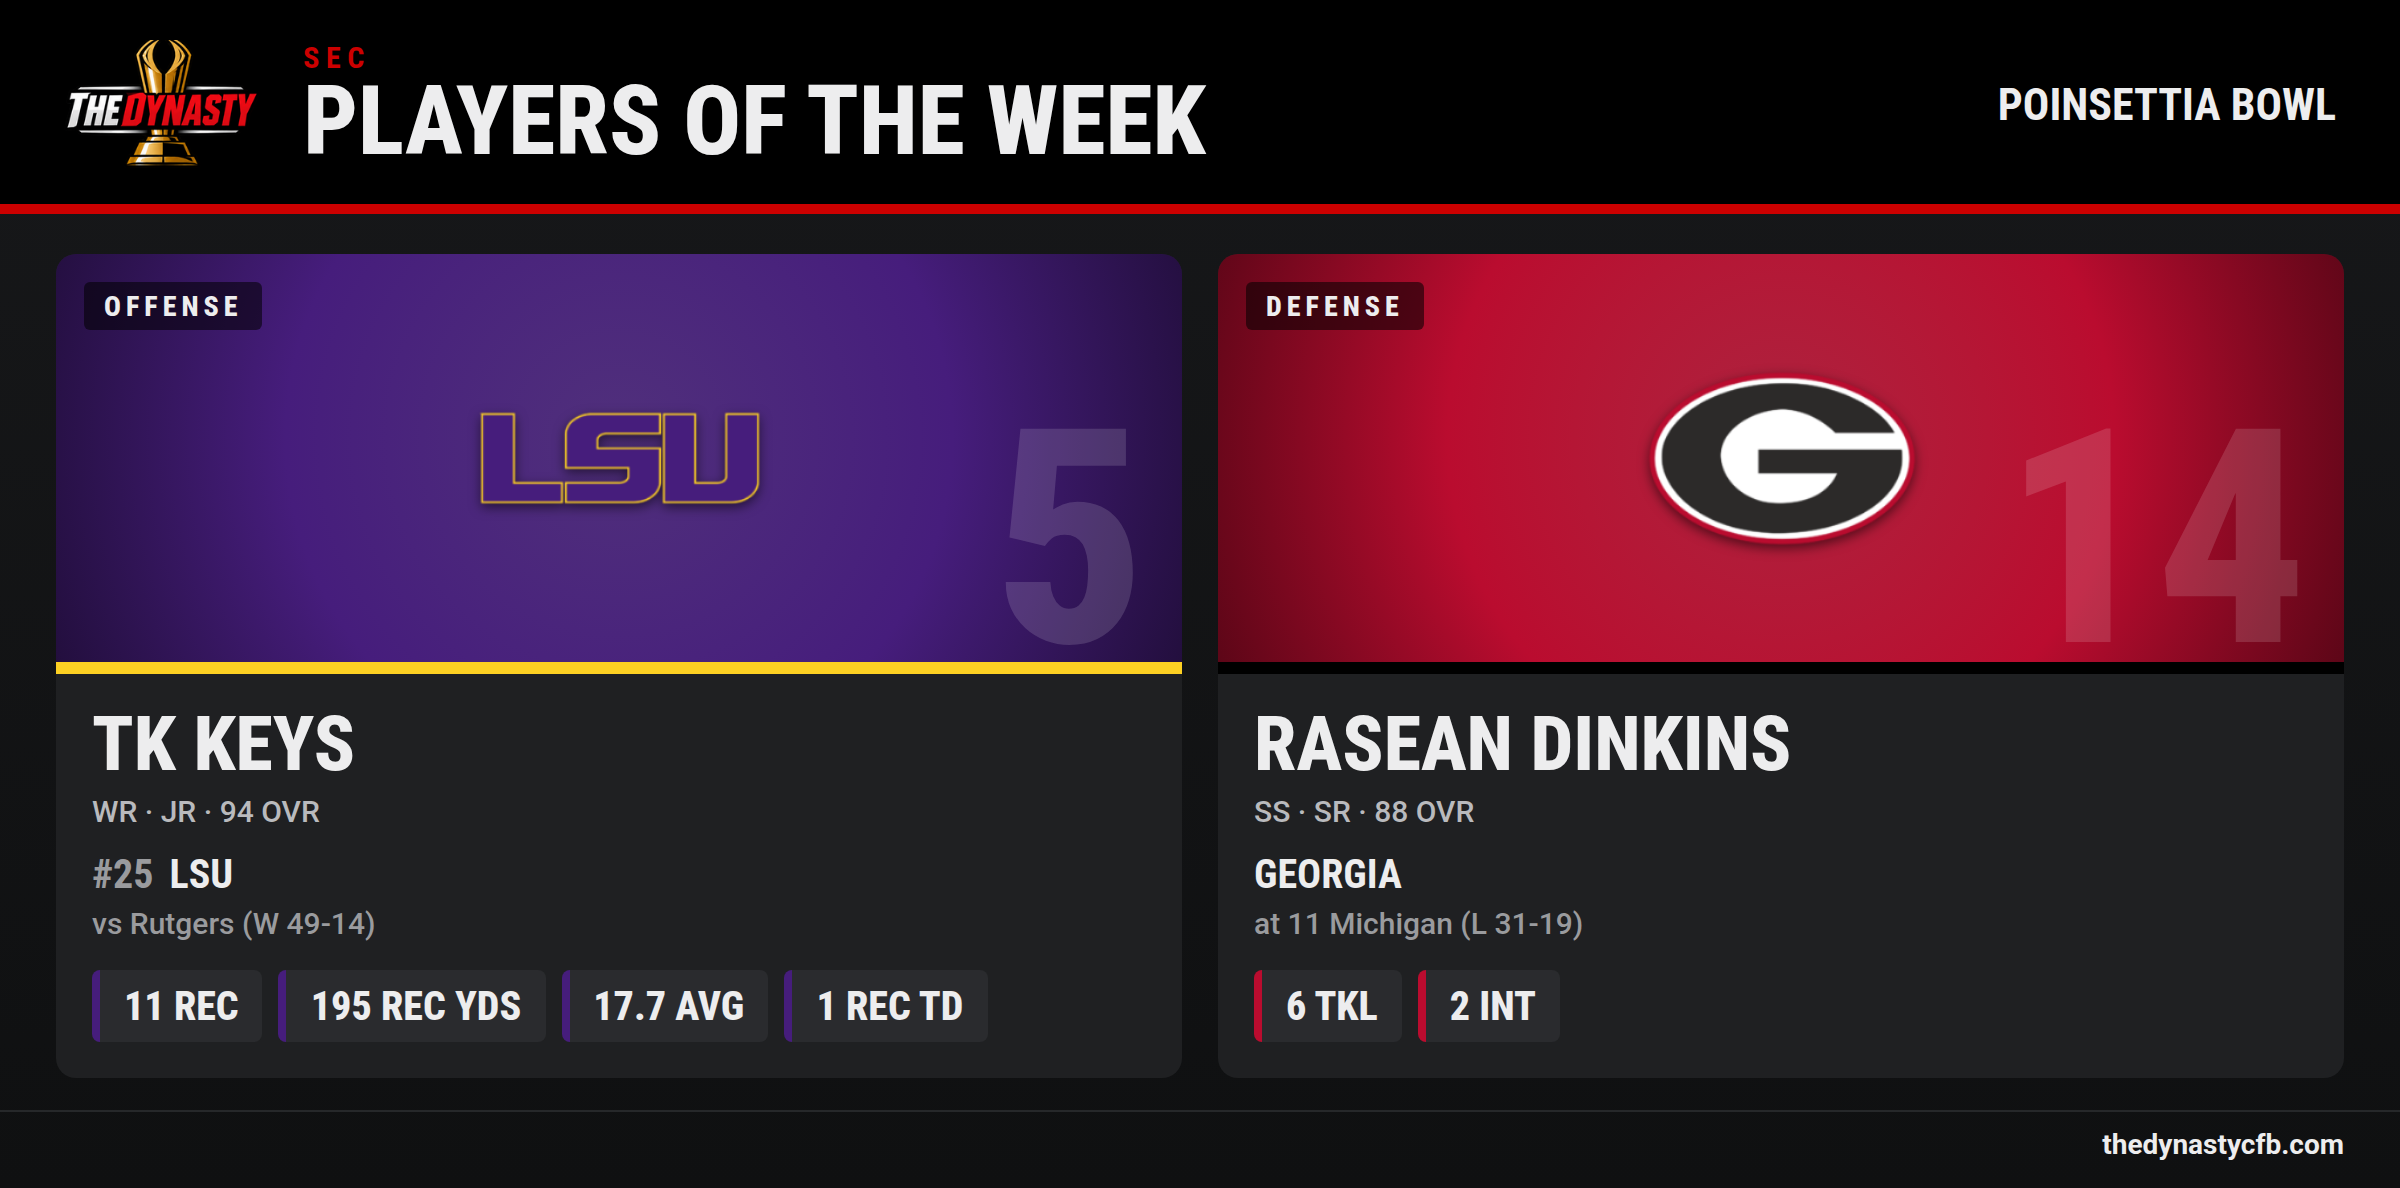 THE DYNASTY
SEC
PLAYERS OF THE WEEK
POINSETTIA BOWL
OFFENSE
LSU
5
TK KEYS
WR · JR · 94 OVR
#25 LSU
vs Rutgers (W 49-14)
11 REC
195 REC YDS
17.7 AVG
1 REC TD
DEFENSE
G
14
RASEAN DINKINS
SS · SR · 88 OVR
GEORGIA
at 11 Michigan (L 31-19)
6 TKL
2 INT
thedynastycfb.com